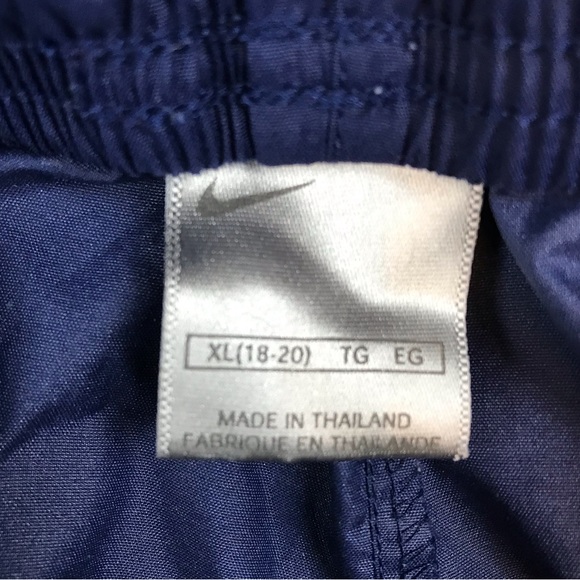 XL(18-20) TG EG
MADE IN THAILAND
FABRIQUE EN THAILANDE